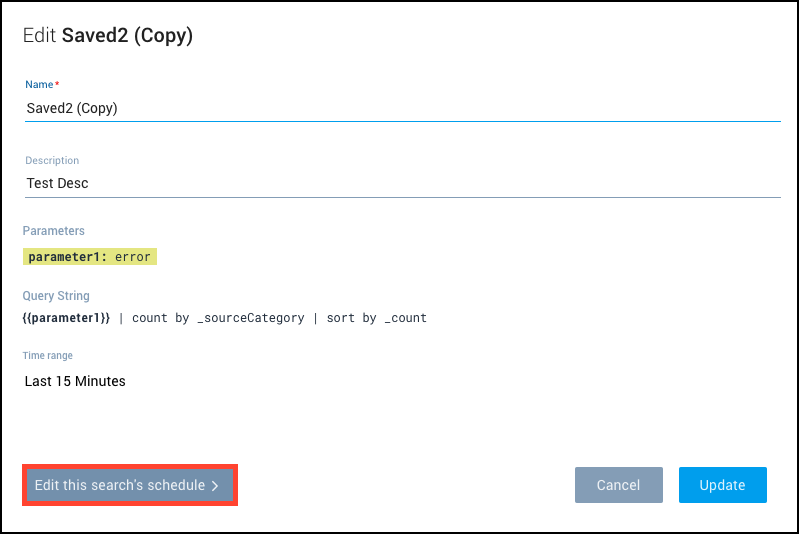 Edit Saved2 (Copy)
Name*
Saved2 (Copy)
Description
Test Desc
Parameters
parameter1: error
Query String
{{parameter1}} | count by _sourceCategory | sort by _count
Time range
Last 15 Minutes
Edit this search's schedule >
Cancel
Update